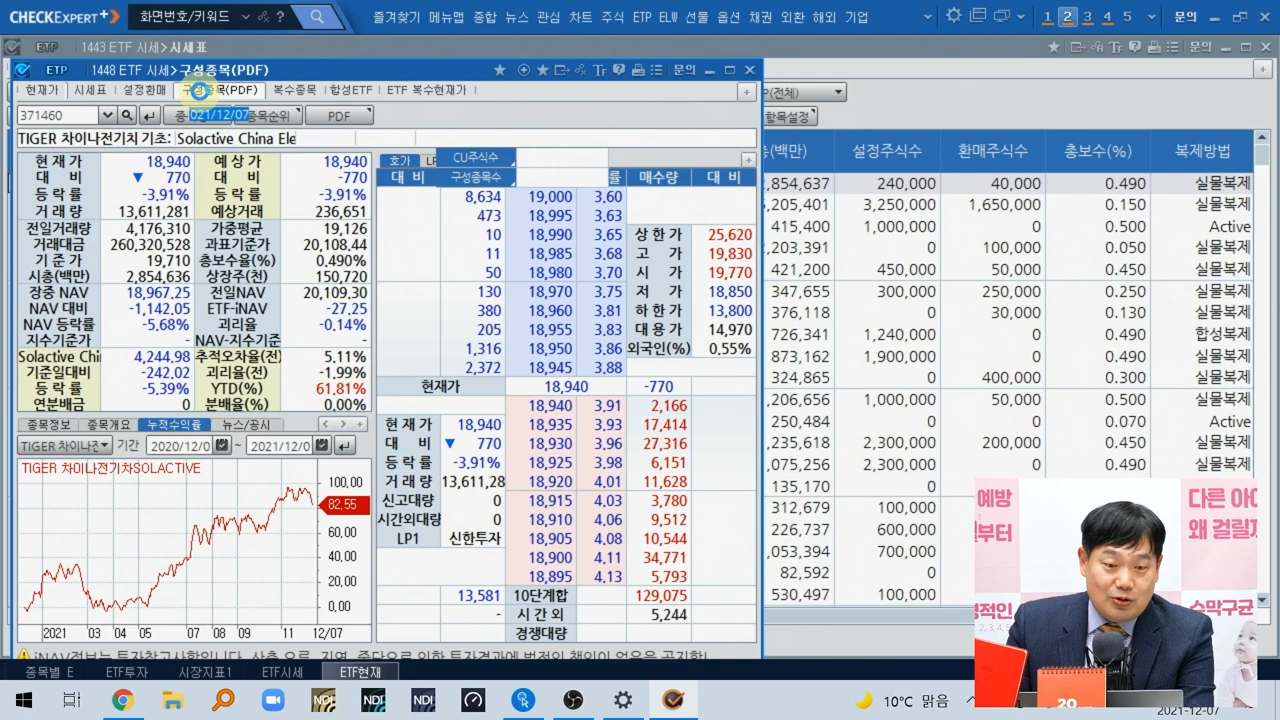 CHECKEXPERT+ 화면번호/키워드 즐겨찾기 메뉴맵 종합 뉴스 관심 차트 주식 ETP ELW 선물 옵션 채권 외환 해외 기업 1 2 3 4 5 문의
ETP 1443 ETF 시세>시세표 문의
ETP 1448 ETF 시세>구성종목(PDF) 문의
현재가 시세표 설정환매 구성종목(PDF) 복수종목 합성ETF ETF 복수현재가
371460 종 021/12/07 종목순위 PDF
TIGER 차이나전기치 기초: Solactive China Ele
현재가 18,940 예상가 18,940
대비 ▼ 770 대비 -770
등락률 -3,91% 등락률 -3,91%
거래량 13,611,281 예상거래 236,651
전일거래량 4,176,310 가중평균 19,126
거래대금 260,320,528 과표기준가 20,108.44
기준가 19,710 총보수율(%) 0.490%
시총(백만) 2,854,636 상장주(천) 150,720
장중 NAV 18,967.25 전일NAV 20,109.30
NAV 대비 -1,142.05 ETF-iNAV -27.25
NAV 등락률 -5.68% 괴리율 -0.14%
지수기준가 - NAV-지수기준 -
Solactive Chi 4,244.98 추적오차율(전) 5.11%
기준일대비 -242.02 괴리율(전) -1.99%
등락률 -5.39% YTD(%) 61.81%
연분배금 0 분배율(%) 0.00%
종목정보 종목개요 누적수익률 뉴스/공시
TIGER 차이나전 기간 2020/12/0 ~ 2021/12/0
TIGER 차이나전기차SOLACTIVE
100,00
82,55
60,00
40,00
20,00
0,00
2021 03 04 05 07 08 09 11 12/07
호가 CU주식수
대비 구성종목수 률 매수량 대비
8,634 19,000 3.60
473 18,995 3.63
10 18,990 3.65 상한가 25,620
11 18,985 3.68 고가 19,830
50 18,980 3.70 시가 19,770
130 18,970 3.75 저가 18,850
380 18,960 3.81 하한가 13,800
205 18,955 3.83 대용가 14,970
1,316 18,950 3.86 외국인(%) 0.55%
2,372 18,945 3.88
현재가 18,940 -770
18,940 3.91 2,166
현재가 18,940 18,935 3.93 17,414
대비 ▼ 770 18,930 3.96 27,316
등락률 -3.91% 18,925 3.98 6,151
거래량 13,611,28 18,920 4.01 11,628
신고대량 0 18,915 4.03 3,780
시간외대량 0 18,910 4.06 9,512
LP1 신한투자 18,905 4.08 10,544
18,900 4.11 34,771
18,895 4.13 5,793
13,581 10단계합 129,075
- 시간외 5,244
경쟁대량
P(전체)
항목설정
(백만) 설정주식수 환매주식수 총보수(%) 복제방법
,854,637 240,000 40,000 0.490 실물복제
,205,401 3,250,000 1,650,000 0.150 실물복제
415,400 1,000,000 0 0.500 Active
,203,391 0 100,000 0.050 실물복제
421,200 450,000 50,000 0.450 실물복제
347,655 300,000 250,000 0.250 실물복제
376,118 0 30,000 0.130 실물복제
726,341 1,240,000 0 0.490 합성복제
873,162 1,900,000 0 0.490 실물복제
324,865 0 400,000 0.300 실물복제
,206,656 1,000,000 50,000 0.500 실물복제
250,484 0 0 0.070 Active
,235,618 2,300,000 200,000 0.450 실물복제
,075,256 2,300,000 0 0.490 실물복제
135,170 0
312,679 100,000
226,737 600,000
,053,394 700,000
82,592 0
530,497 100,000
예방
부터
다른 아
왜 걸릴
적인
수막구균
20
종목별 E ETF투자 시장지표1 ETF시세 ETF현재
NDI NDI NDI 10℃ 맑음
2021-12-07